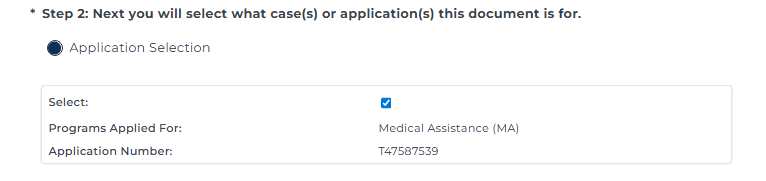 * Step 2: Next you will select what case(s) or application(s) this document is for.
Application Selection
Select:
Programs Applied For: Medical Assistance (MA)
Application Number: T47587539